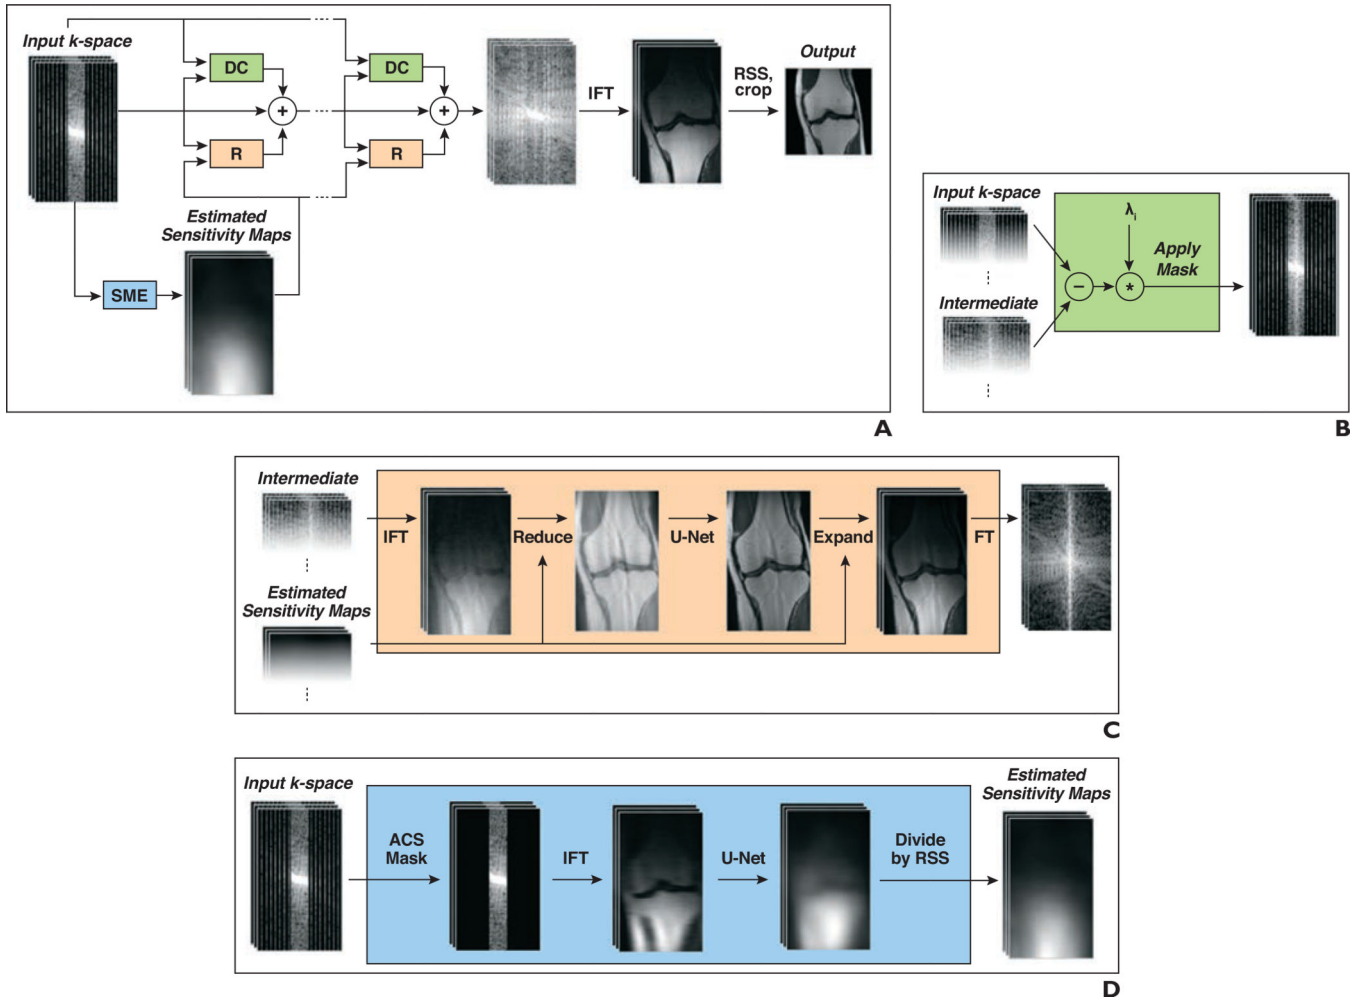 Input k-space
DC
DC
IFT
RSS,
crop
Output
+
+
R
R
Estimated
Sensitivity Maps
SME
A
Input k-space
λi
Apply
Mask
−
*
Intermediate
B
Intermediate
IFT
Reduce
U-Net
Expand
FT
Estimated
Sensitivity Maps
C
Input k-space
ACS
Mask
IFT
U-Net
Divide
by RSS
Estimated
Sensitivity Maps
D